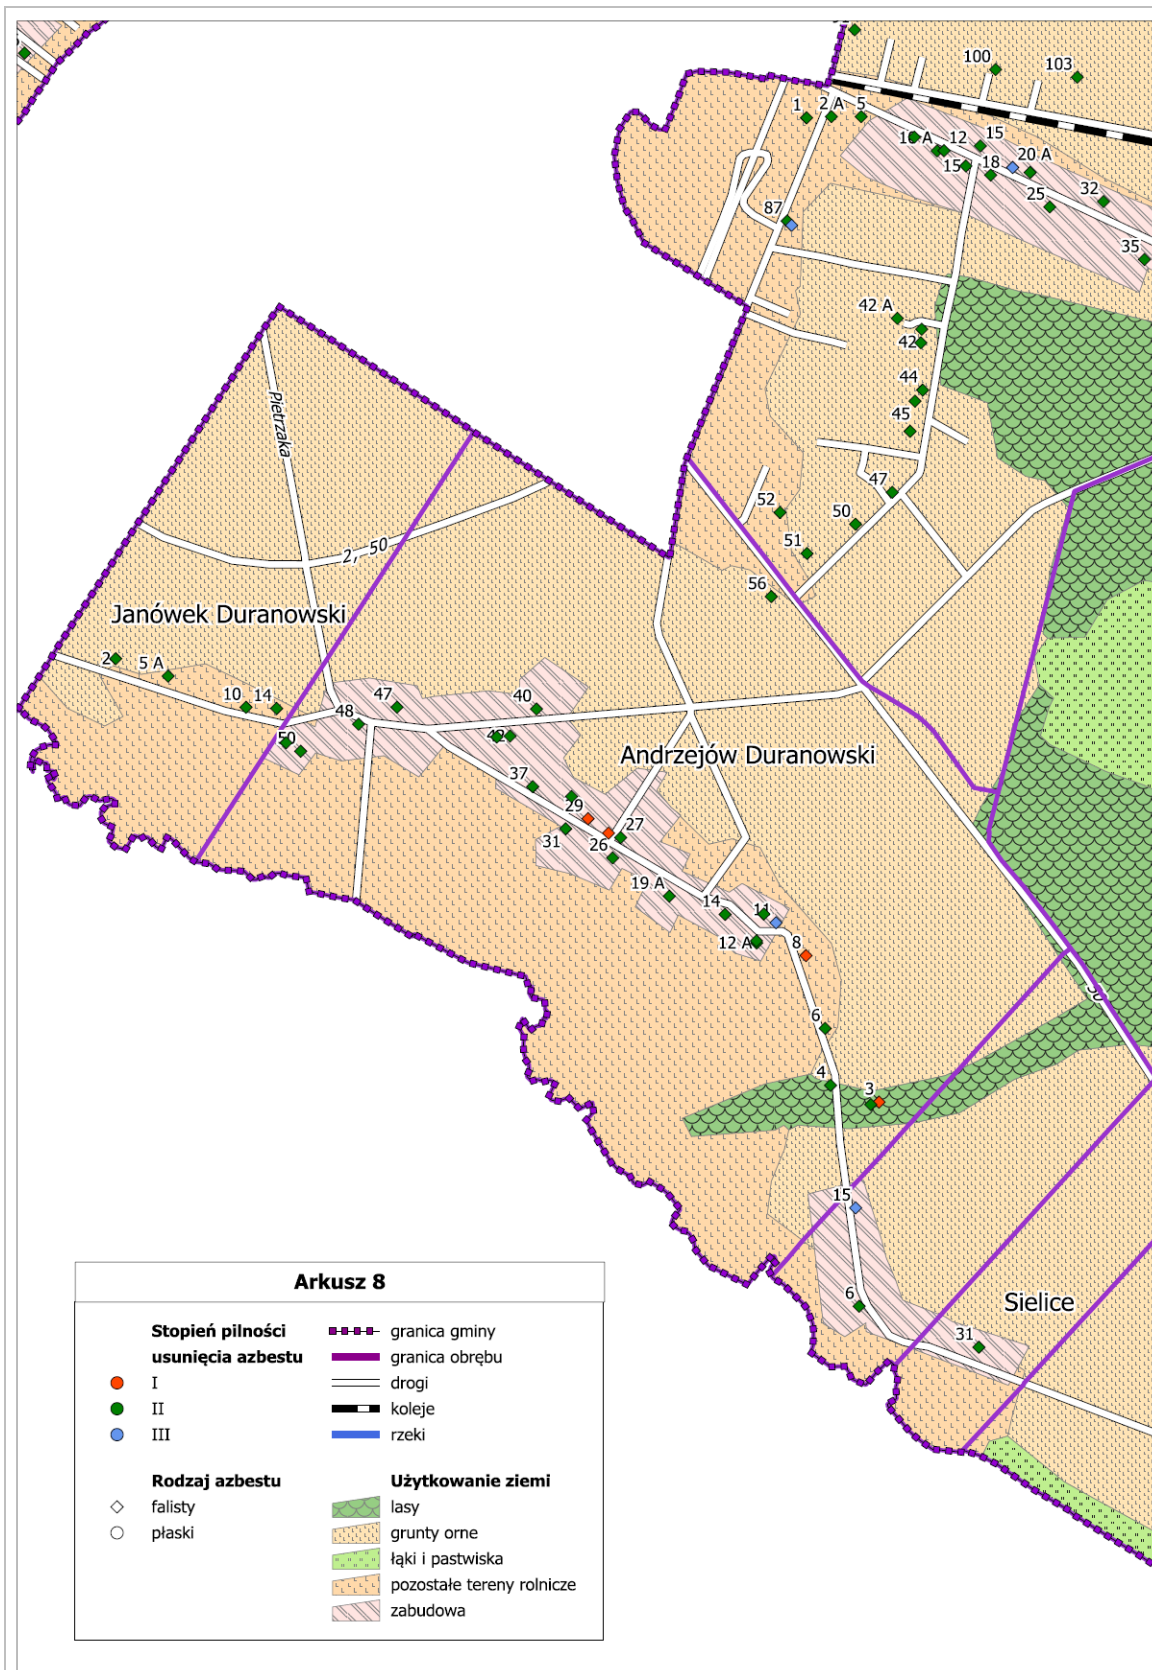 100
103
1
2 A
5
10 A
12
15
15
18
20 A
25
32
35
87
42 A
42
44
45
47
50
52
51
56
Pietrzaka
2, 50
Janówek Duranowski
2
5 A
10
14
50
48
47
40
42
Andrzejów Duranowski
37
29
31
27
26
19 A
14
11
12 A
8
50
6
4
3
15
6
Sielice
31
Arkusz 8
Stopień pilności
usunięcia azbestu
I
II
III
Rodzaj azbestu
falisty
płaski
granica gminy
granica obrębu
drogi
koleje
rzeki
Użytkowanie ziemi
lasy
grunty orne
łąki i pastwiska
pozostałe tereny rolnicze
zabudowa